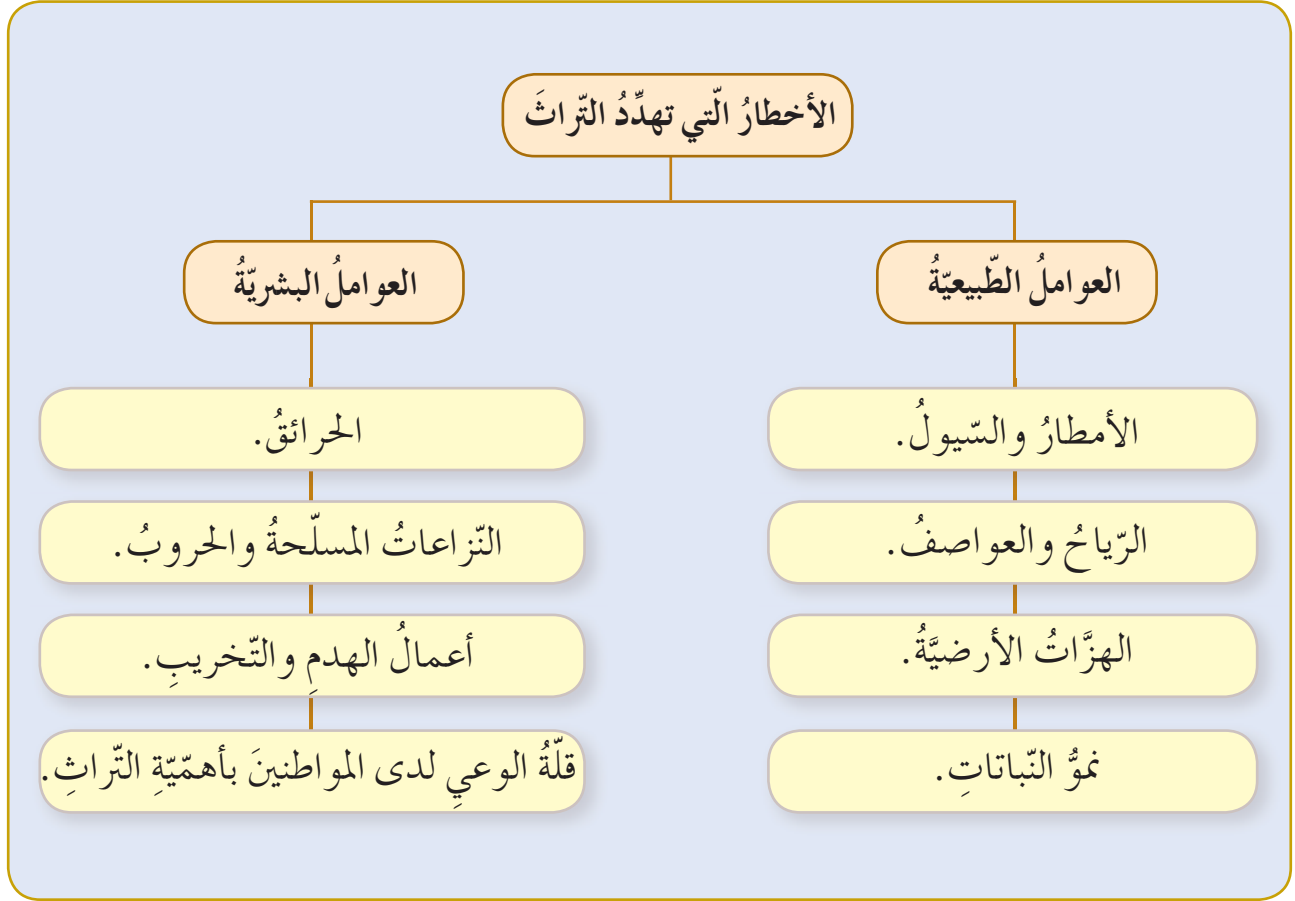 الأخطارُ الّتي تهدِّدُ التّراثَ
العواملُ الطّبيعيّةُ
الأمطارُ والسّيولُ.
الرّياحُ والعواصفُ.
الهزَّاتُ الأرضيَّةُ.
نموُّ النّباتاتِ.
العواملُ البشريّةُ
الحرائقُ.
النّزاعاتُ المسلّحةُ والحروبُ.
أعمالُ الهدمِ والتّخريبِ.
قلّةُ الوعيِ لدى المواطنينَ بأهمّيّةِ التّراثِ.